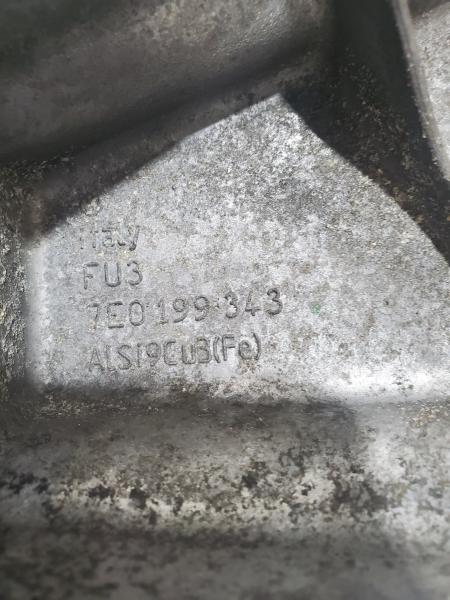 Italy
FU3
7E0 199 343
ALSI9CU3(Fe)